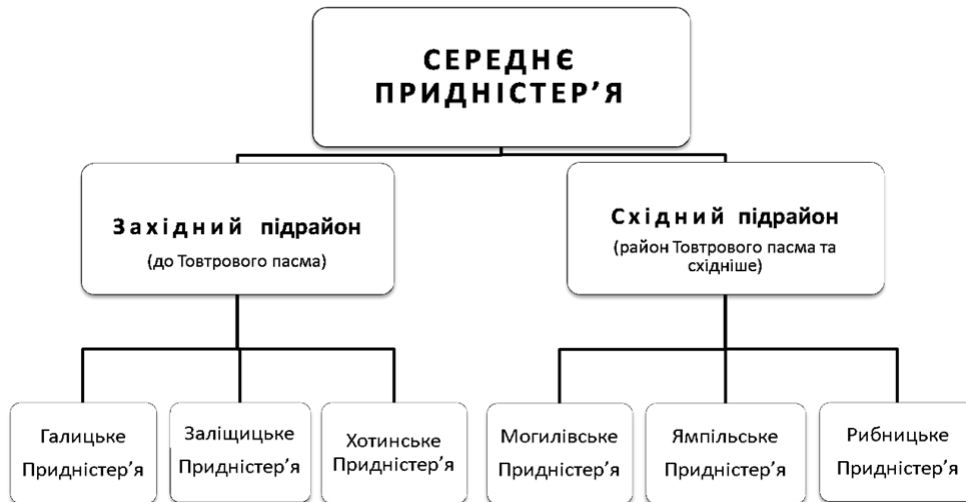 СЕРЕДНЄ
ПРИДНІСТЕР’Я
Західний підрайон
(до Товтрового пасма)
Східний підрайон
(район Товтрового пасма та
східніше)
Галицьке
Придністер’я
Заліщицьке
Придністер’я
Хотинське
Придністер’я
Могилівське
Придністер’я
Ямпільське
Придністер’я
Рибницьке
Придністер’я